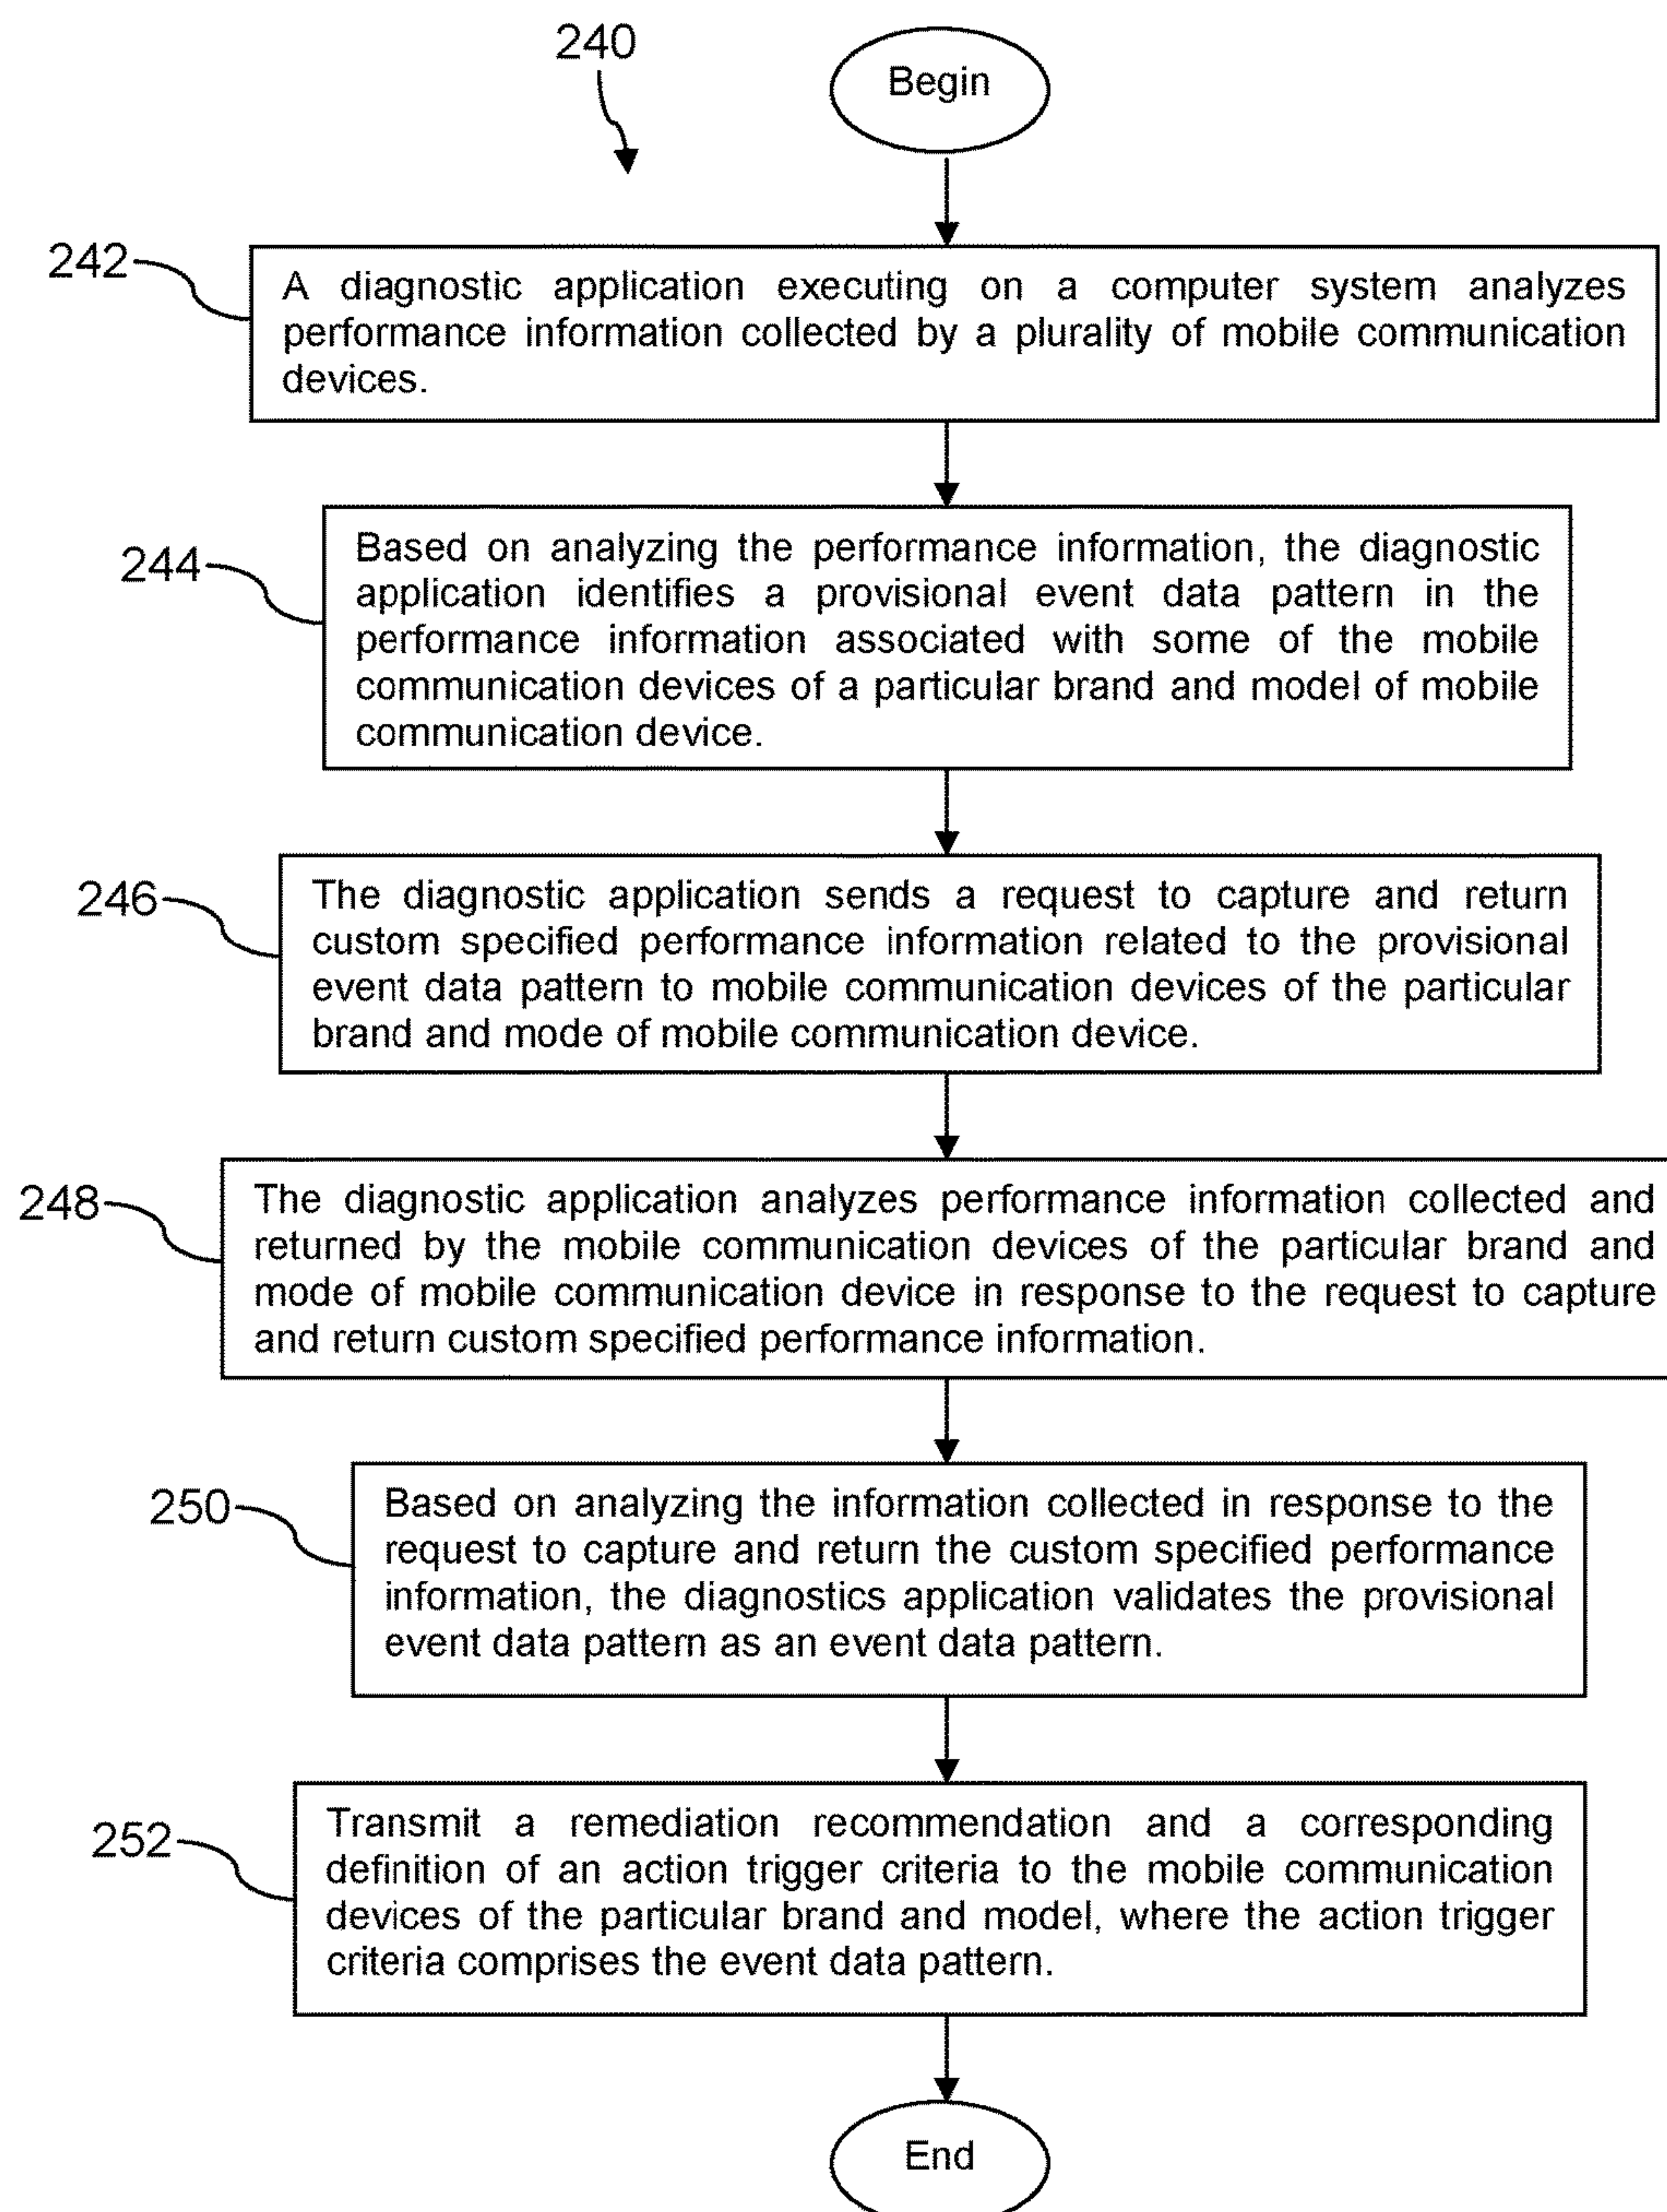 240
Begin
242
A diagnostic application executing on a computer system analyzes
performance information collected by a plurality of mobile communication
devices.
244
Based on analyzing the performance information, the diagnostic
application identifies a provisional event data pattern in the
performance information associated with some of the mobile
communication devices of a particular brand and model of mobile
communication device.
246
The diagnostic application sends a request to capture and return
custom specified performance information related to the provisional
event data pattern to mobile communication devices of the particular
brand and mode of mobile communication device.
248
The diagnostic application analyzes performance information collected and
returned by the mobile communication devices of the particular brand and
mode of mobile communication device in response to the request to capture
and return custom specified performance information.
250
Based on analyzing the information collected in response to the
request to capture and return the custom specified performance
information, the diagnostics application validates the provisional
event data pattern as an event data pattern.
252
Transmit a remediation recommendation and a corresponding
definition of an action trigger criteria to the mobile communication
devices of the particular brand and model, where the action trigger
criteria comprises the event data pattern.
End